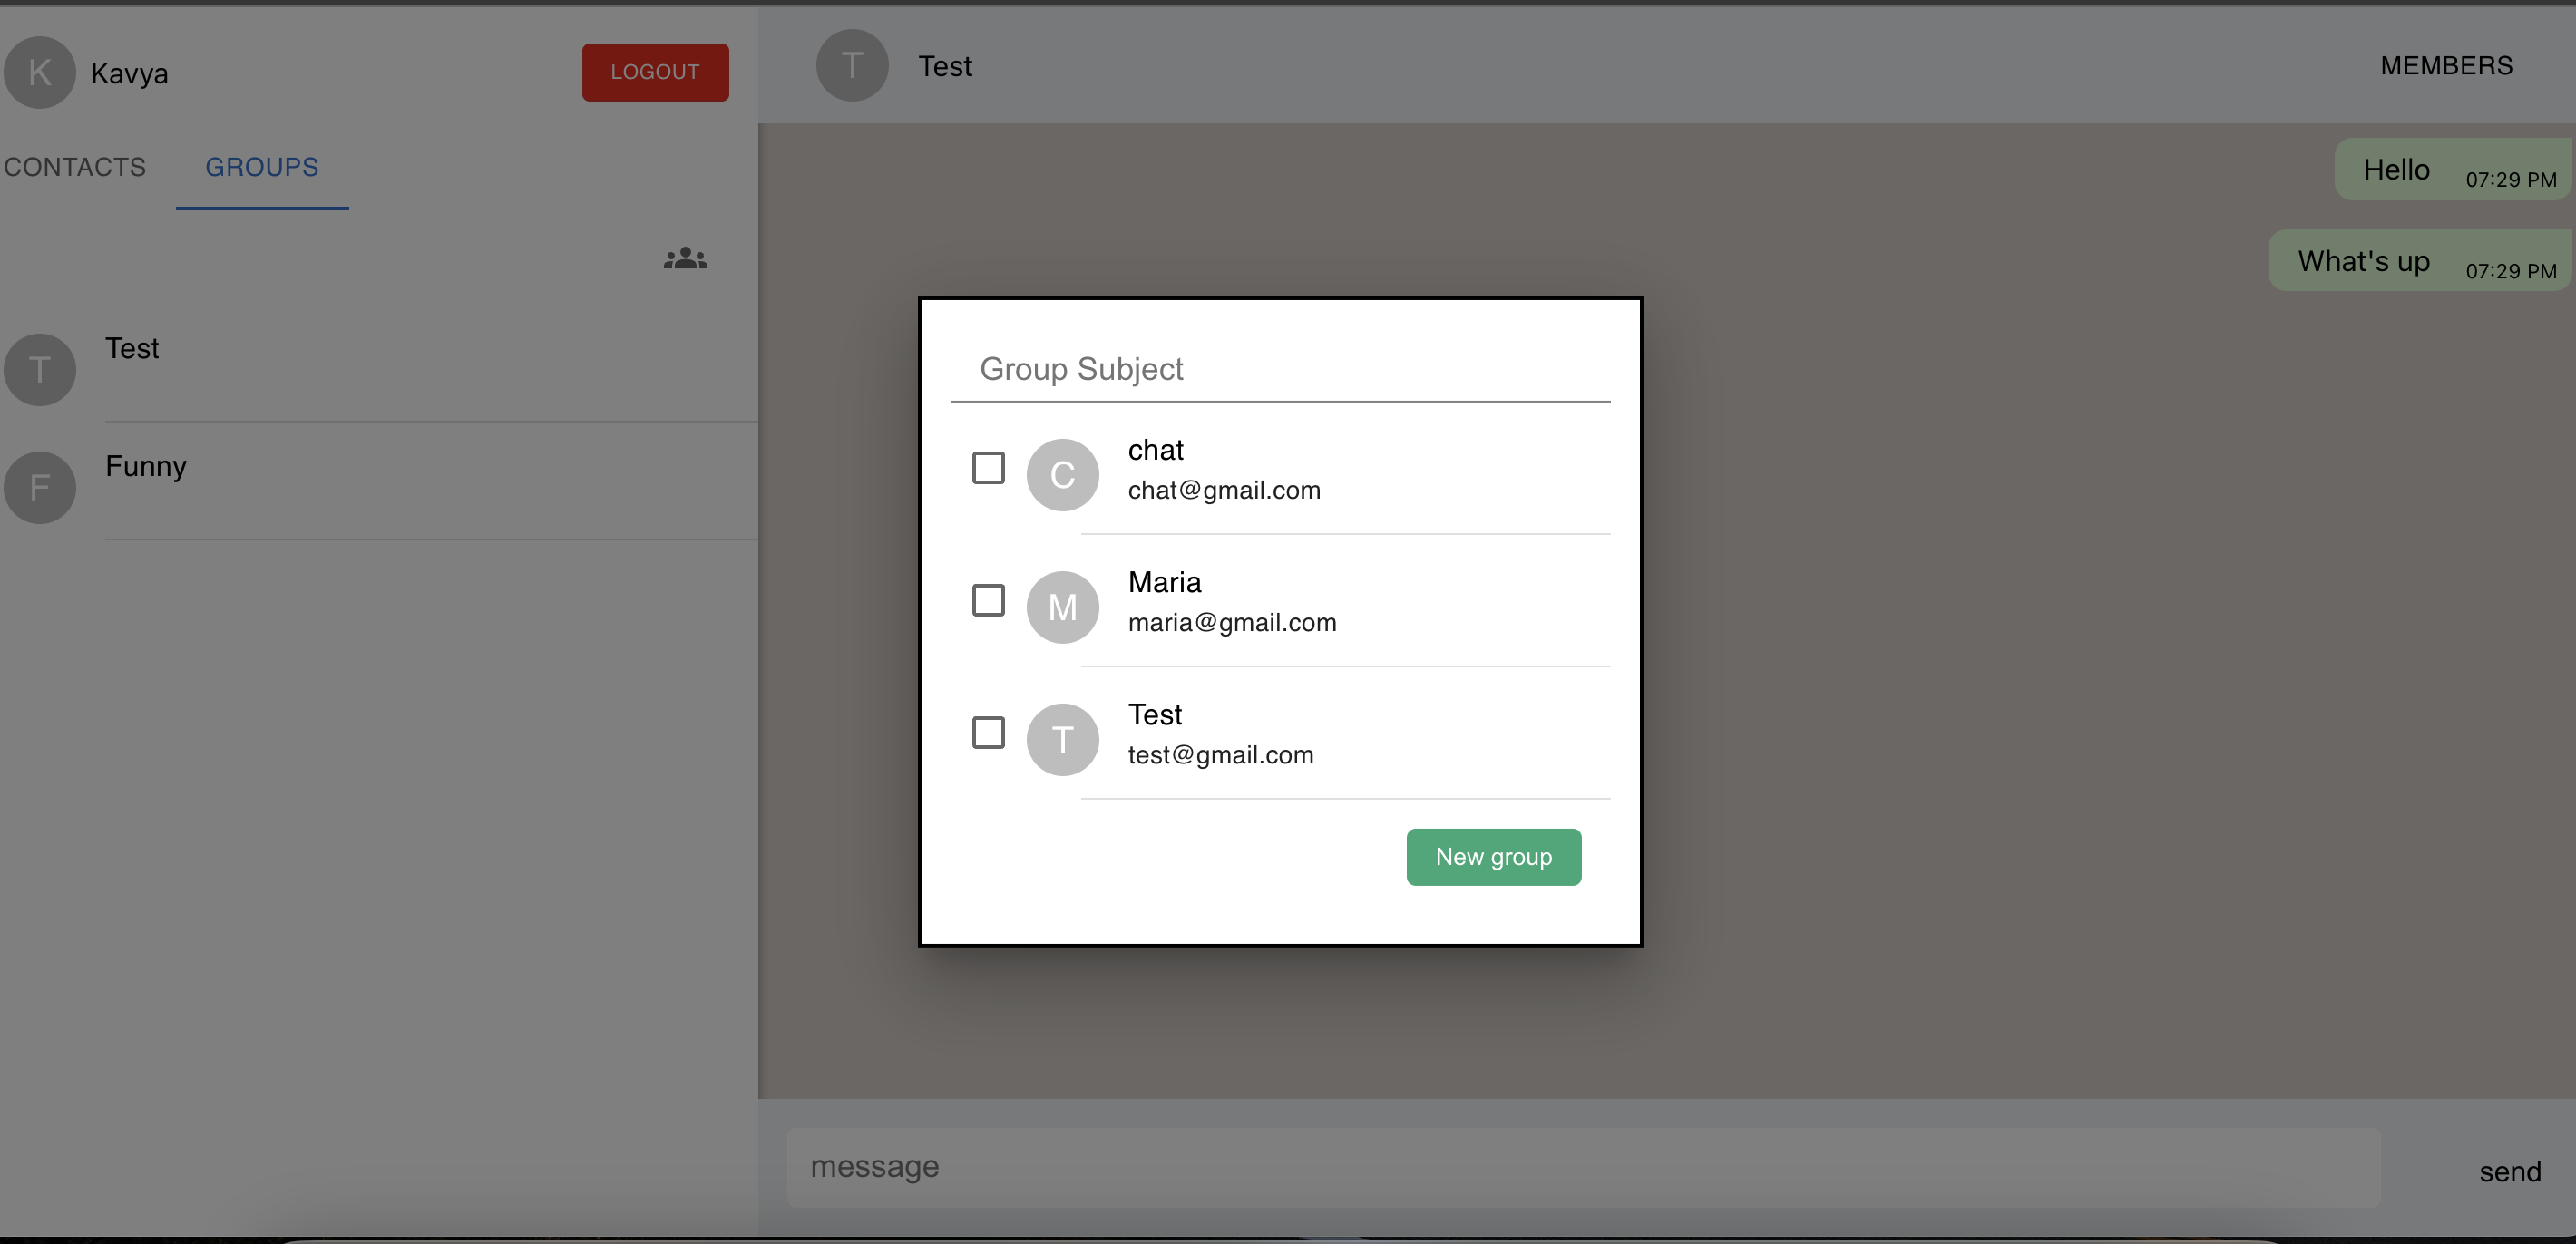 K Kavya LOGOUT
CONTACTS GROUPS
T Test
F Funny
T Test MEMBERS
Hello 07:29 PM
What's up 07:29 PM
Group Subject
C chat
chat@gmail.com
M Maria
maria@gmail.com
T Test
test@gmail.com
New group
message send